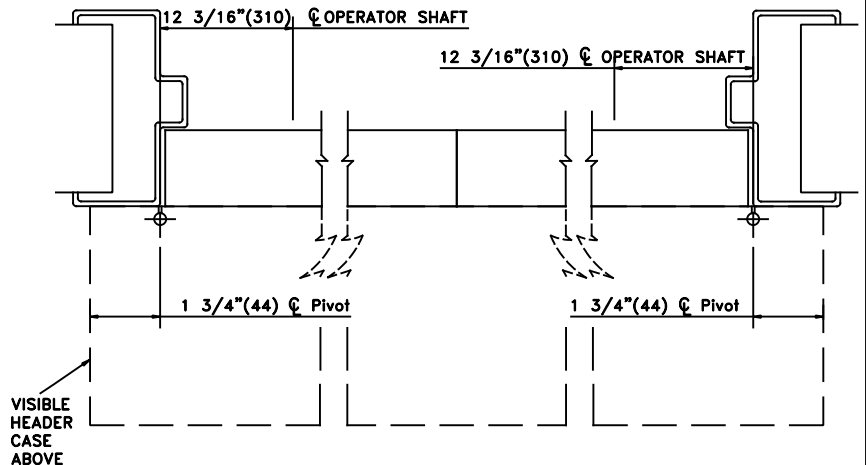 12 3/16"(310) ℄ OPERATOR SHAFT
12 3/16"(310) ℄ OPERATOR SHAFT
1 3/4"(44) ℄ Pivot
1 3/4"(44) ℄ Pivot
VISIBLE
HEADER
CASE
ABOVE